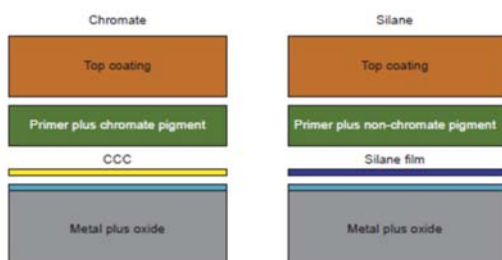 Chromate
Top coating
Primer plus chromate pigment
CCC
Metal plus oxide
Silane
Top coating
Primer plus non-chromate pigment
Silane film
Metal plus oxide